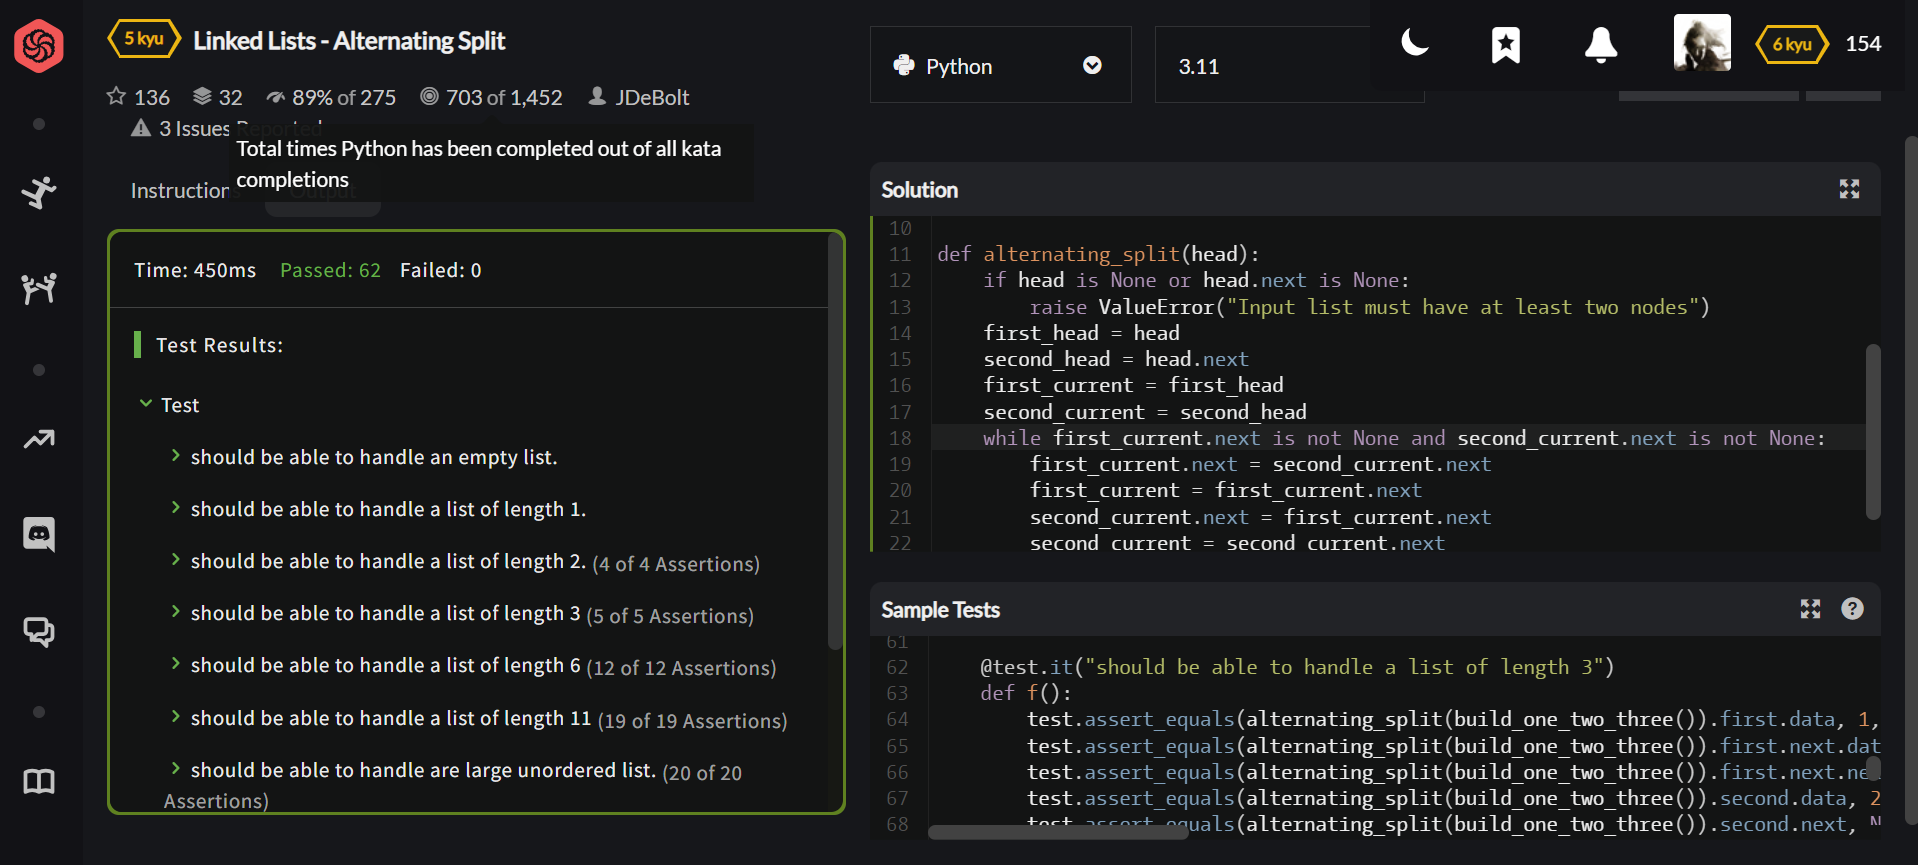 5 kyu Linked Lists - Alternating Split
136 32 89% of 275 703 of 1,452 JDeBolt
3 Issues Reported
Total times Python has been completed out of all kata
completions
Instructions Output
Time: 450ms Passed: 62 Failed: 0
Test Results:
Test
should be able to handle an empty list.
should be able to handle a list of length 1.
should be able to handle a list of length 2. (4 of 4 Assertions)
should be able to handle a list of length 3 (5 of 5 Assertions)
should be able to handle a list of length 6 (12 of 12 Assertions)
should be able to handle a list of length 11 (19 of 19 Assertions)
should be able to handle are large unordered list. (20 of 20
Assertions)
Python 3.11
6 kyu 154
Solution
10
11 def alternating_split(head):
12 if head is None or head.next is None:
13 raise ValueError("Input list must have at least two nodes")
14 first_head = head
15 second_head = head.next
16 first_current = first_head
17 second_current = second_head
18 while first_current.next is not None and second_current.next is not None:
19 first_current.next = second_current.next
20 first_current = first_current.next
21 second_current.next = first_current.next
22 second_current = second_current.next
Sample Tests
61
62 @test.it("should be able to handle a list of length 3")
63 def f():
64 test.assert_equals(alternating_split(build_one_two_three()).first.data, 1,
65 test.assert_equals(alternating_split(build_one_two_three()).first.next.dat
66 test.assert_equals(alternating_split(build_one_two_three()).first.next.ne
67 test.assert_equals(alternating_split(build_one_two_three()).second.data, 2
68 test.assert_equals(alternating_split(build_one_two_three()).second.next, N